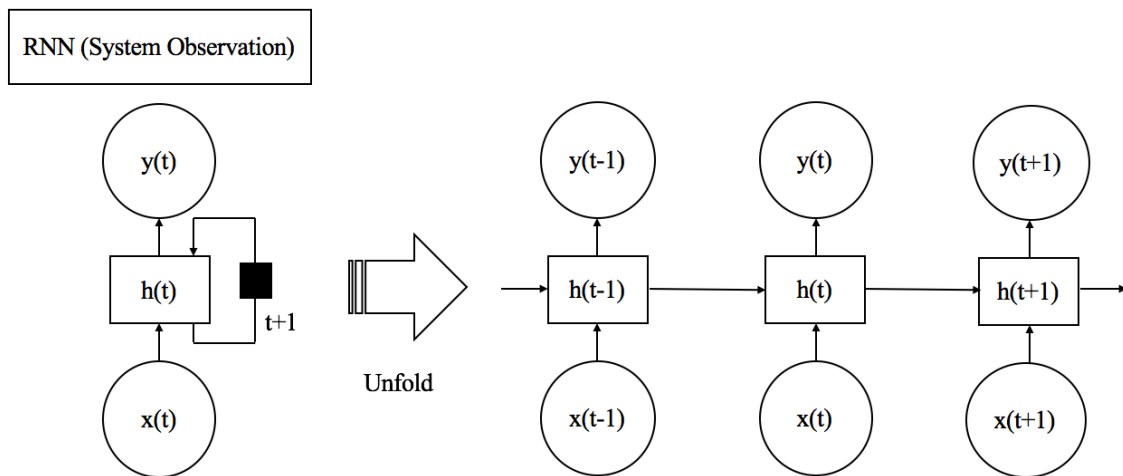 RNN (System Observation)
y(t)
h(t)
t+1
x(t)
Unfold
y(t-1)
y(t)
y(t+1)
h(t-1)
h(t)
h(t+1)
x(t-1)
x(t)
x(t+1)